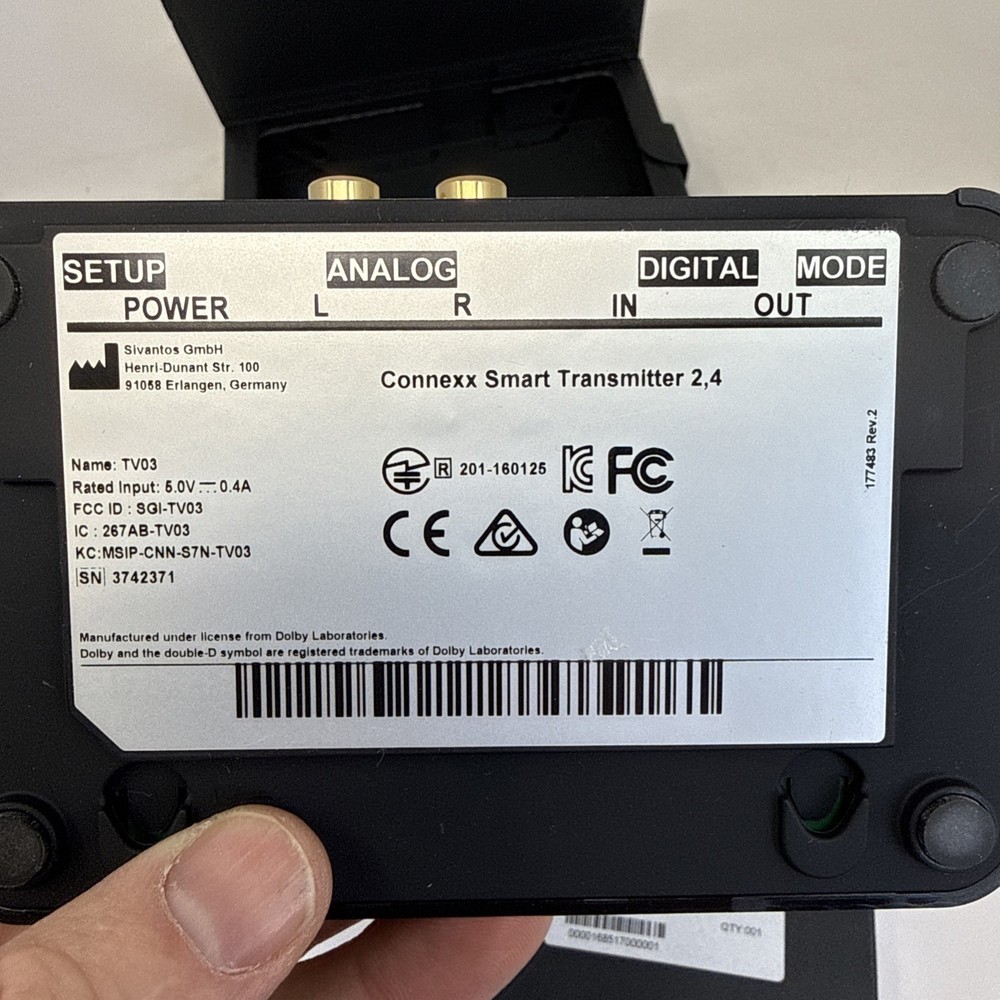 SETUP ANALOG DIGITAL MODE
POWER L R IN OUT
Sivantos GmbH
Henri-Dunant Str. 100
91058 Erlangen, Germany
Connexx Smart Transmitter 2,4
177483 Rev.2
Name: TV03
Rated Input: 5.0V⎓0.4A
FCC ID : SGI-TV03
IC : 267AB-TV03
KC:MSIP-CNN-S7N-TV03
SN 3742371
R 201-160125 FC
CE
Manufactured under license from Dolby Laboratories.
Dolby and the double-D symbol are registered trademarks of Dolby Laboratories.
0000168517000001
QTY:001